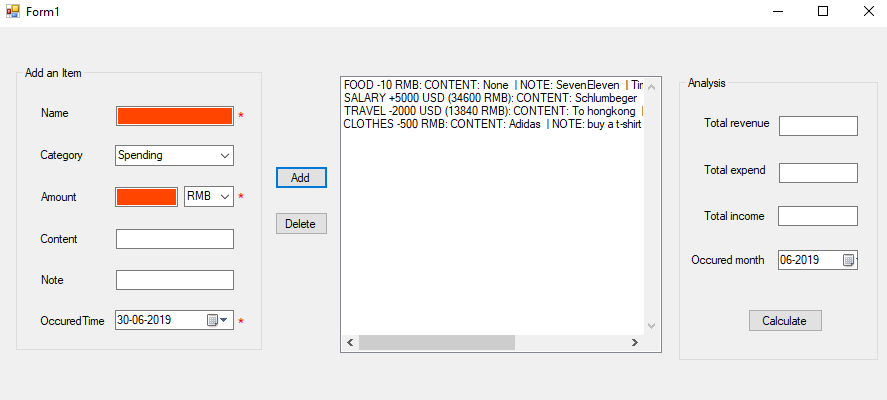 Form1
Add an Item
Name
*
Category
Spending
Amount
RMB
*
Content
Note
OccuredTime
30-06-2019
*
Add
Delete
FOOD -10 RMB: CONTENT: None | NOTE: SevenEleven |
SALARY +5000 USD (34600 RMB): CONTENT: Schlumbeger
TRAVEL -2000 USD (13840 RMB): CONTENT: To hongkong |
CLOTHES -500 RMB: CONTENT: Adidas | NOTE: buy a t-shirt
Analysis
Total revenue
Total expend
Total income
Occured month
06-2019
Calculate